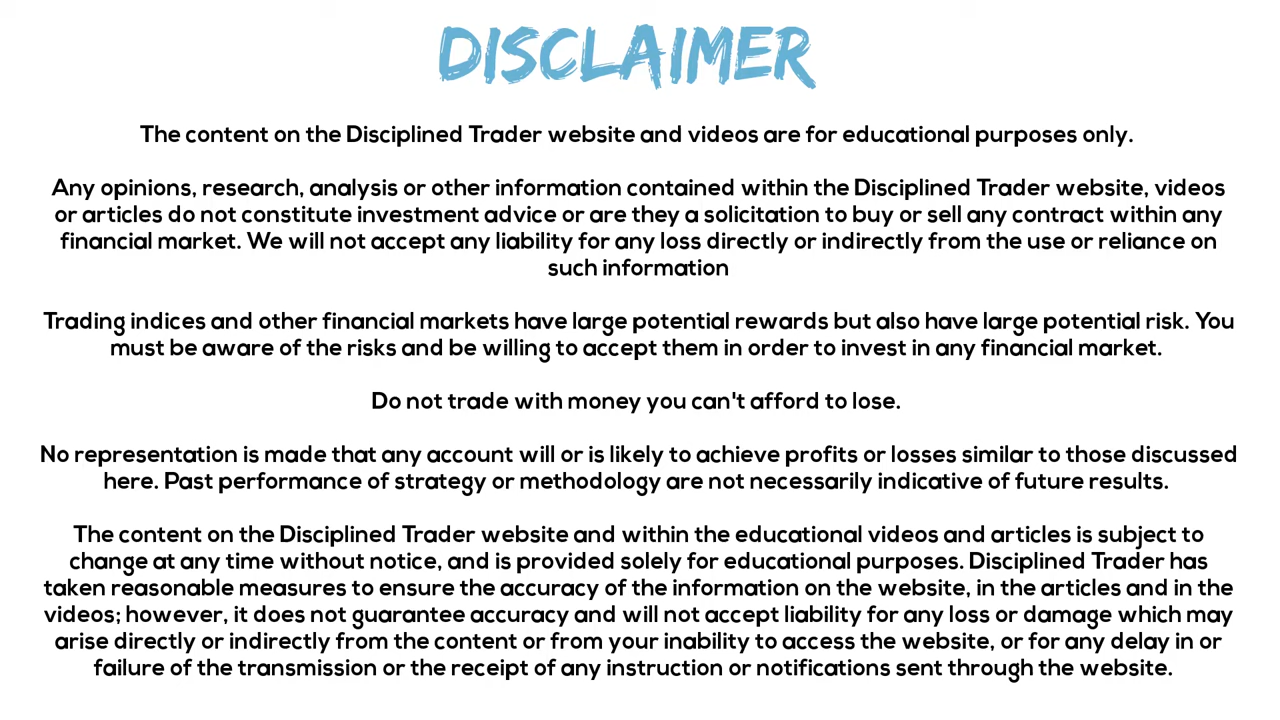 DISCLAIMER
The content on the Disciplined Trader website and videos are for educational purposes only.
Any opinions, research, analysis or other information contained within the Disciplined Trader website, videos
or articles do not constitute investment advice or are they a solicitation to buy or sell any contract within any
financial market. We will not accept any liability for any loss directly or indirectly from the use or reliance on
such information
Trading indices and other financial markets have large potential rewards but also have large potential risk. You
must be aware of the risks and be willing to accept them in order to invest in any financial market.
Do not trade with money you can't afford to lose.
No representation is made that any account will or is likely to achieve profits or losses similar to those discussed
here. Past performance of strategy or methodology are not necessarily indicative of future results.
The content on the Disciplined Trader website and within the educational videos and articles is subject to
change at any time without notice, and is provided solely for educational purposes. Disciplined Trader has
taken reasonable measures to ensure the accuracy of the information on the website, in the articles and in the
videos; however, it does not guarantee accuracy and will not accept liability for any loss or damage which may
arise directly or indirectly from the content or from your inability to access the website, or for any delay in or
failure of the transmission or the receipt of any instruction or notifications sent through the website.